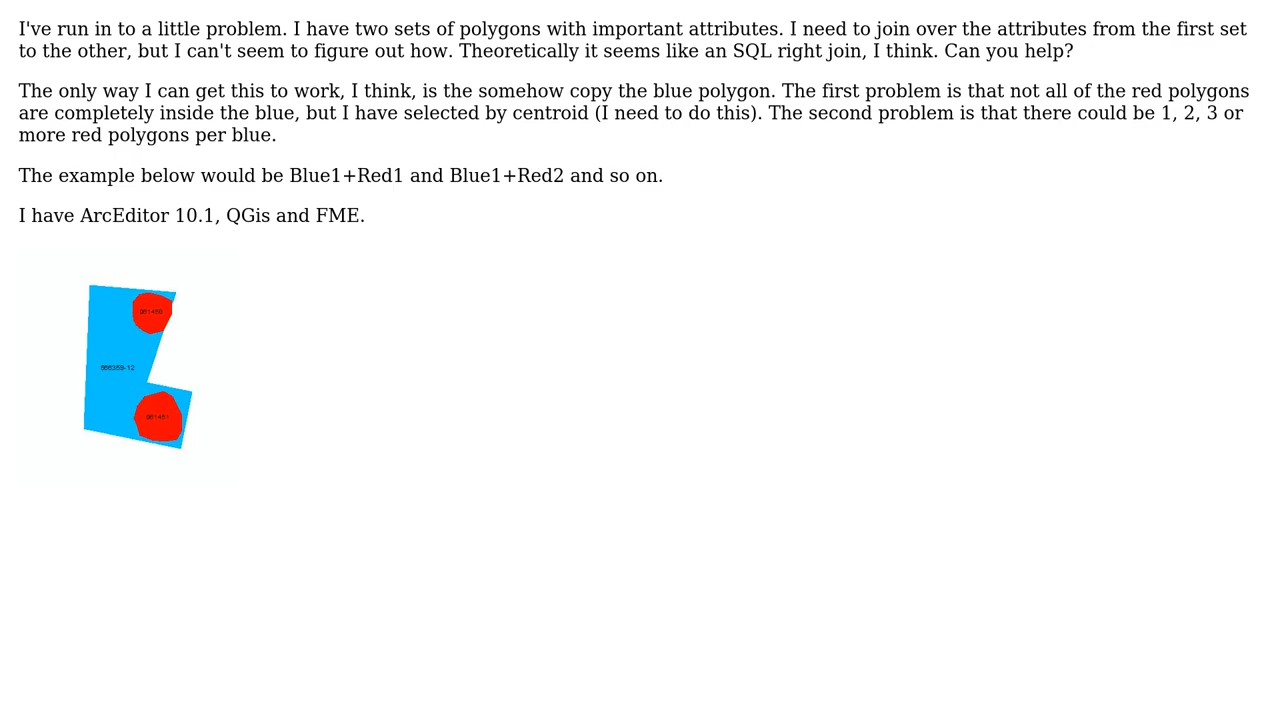 I've run in to a little problem. I have two sets of polygons with important attributes. I need to join over the attributes from the first set
to the other, but I can't seem to figure out how. Theoretically it seems like an SQL right join, I think. Can you help?
The only way I can get this to work, I think, is the somehow copy the blue polygon. The first problem is that not all of the red polygons
are completely inside the blue, but I have selected by centroid (I need to do this). The second problem is that there could be 1, 2, 3 or
more red polygons per blue.
The example below would be Blue1+Red1 and Blue1+Red2 and so on.
I have ArcEditor 10.1, QGis and FME.